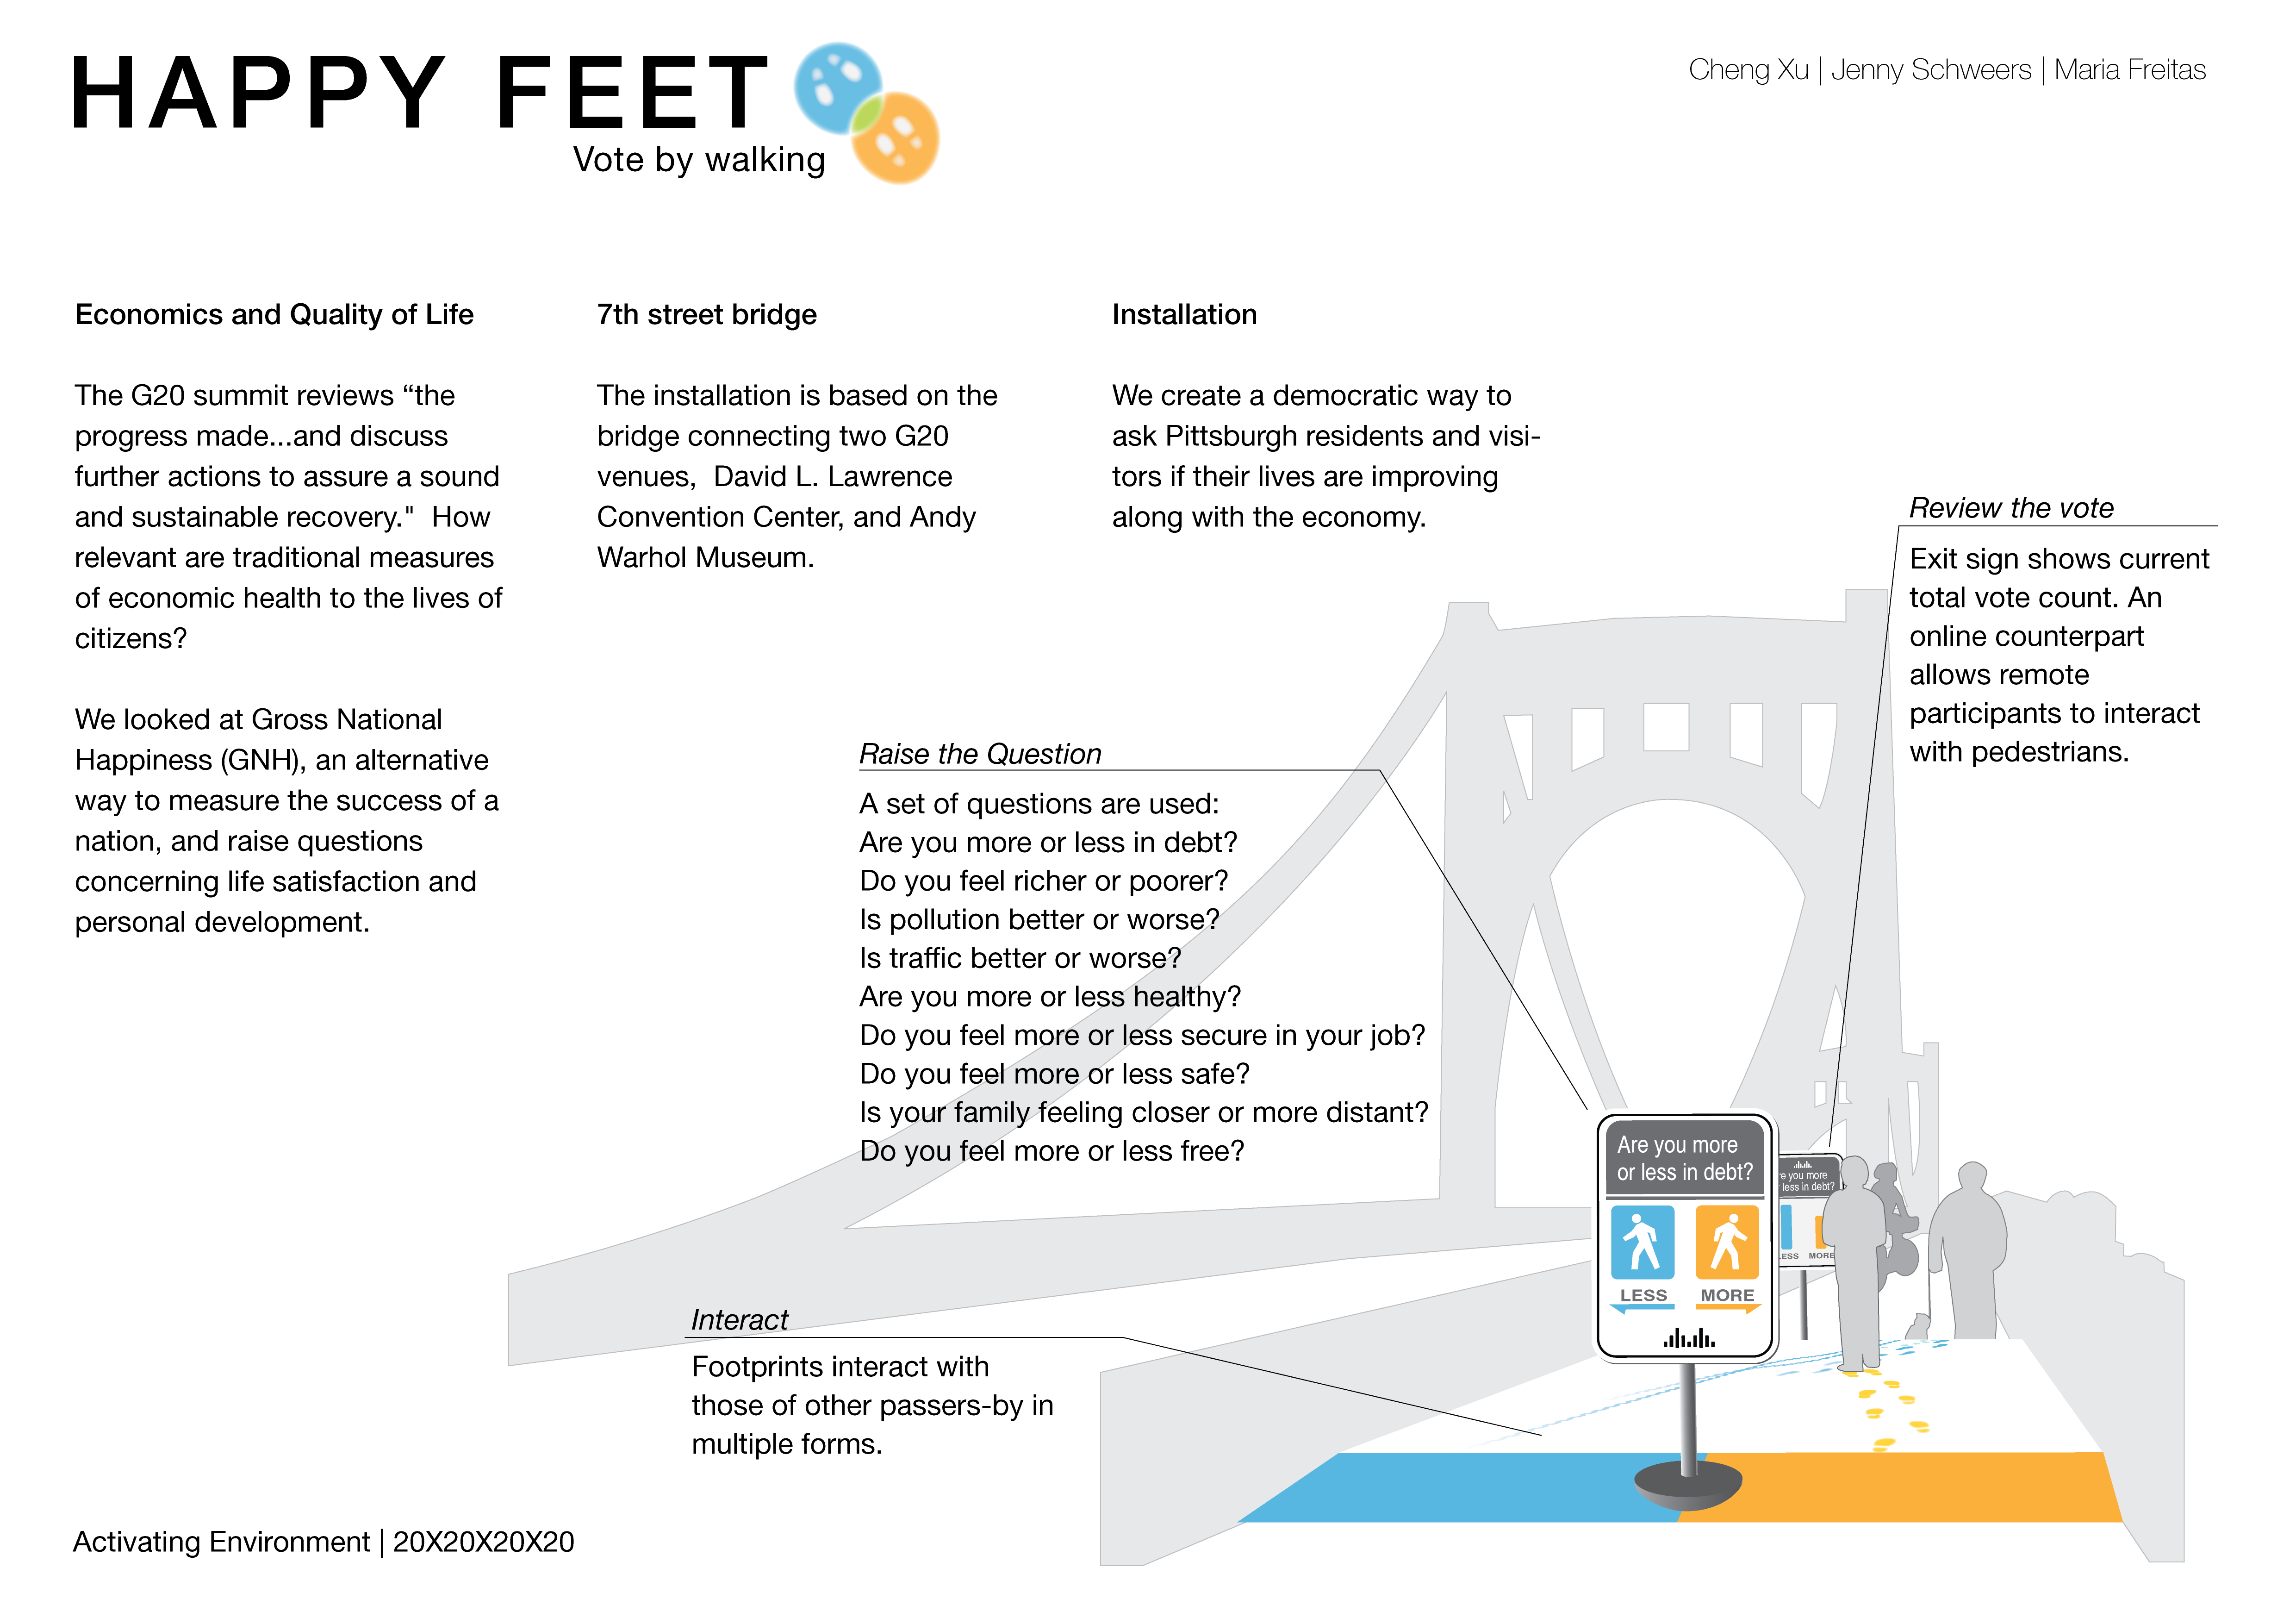 HAPPY FEET
Vote by walking
Cheng Xu | Jenny Schweers | Maria Freitas
Economics and Quality of Life
The G20 summit reviews “the
progress made...and discuss
further actions to assure a sound
and sustainable recovery."  How
relevant are traditional measures
of economic health to the lives of
citizens?
We looked at Gross National
Happiness (GNH), an alternative
way to measure the success of a
nation, and raise questions
concerning life satisfaction and
personal development.
7th street bridge
The installation is based on the
bridge connecting two G20
venues,  David L. Lawrence
Convention Center, and Andy
Warhol Museum.
Installation
We create a democratic way to
ask Pittsburgh residents and visi-
tors if their lives are improving
along with the economy.
Review the vote
Exit sign shows current
total vote count. An
online counterpart
allows remote
participants to interact
with pedestrians.
Raise the Question
A set of questions are used:
Are you more or less in debt?
Do you feel richer or poorer?
Is pollution better or worse?
Is traffic better or worse?
Are you more or less healthy?
Do you feel more or less secure in your job?
Do you feel more or less safe?
Is your family feeling closer or more distant?
Do you feel more or less free?
Are you more
or less in debt?
LESS MORE
re you more
less in debt?
ESS MORE
Interact
Footprints interact with
those of other passers-by in
multiple forms.
Activating Environment | 20X20X20X20